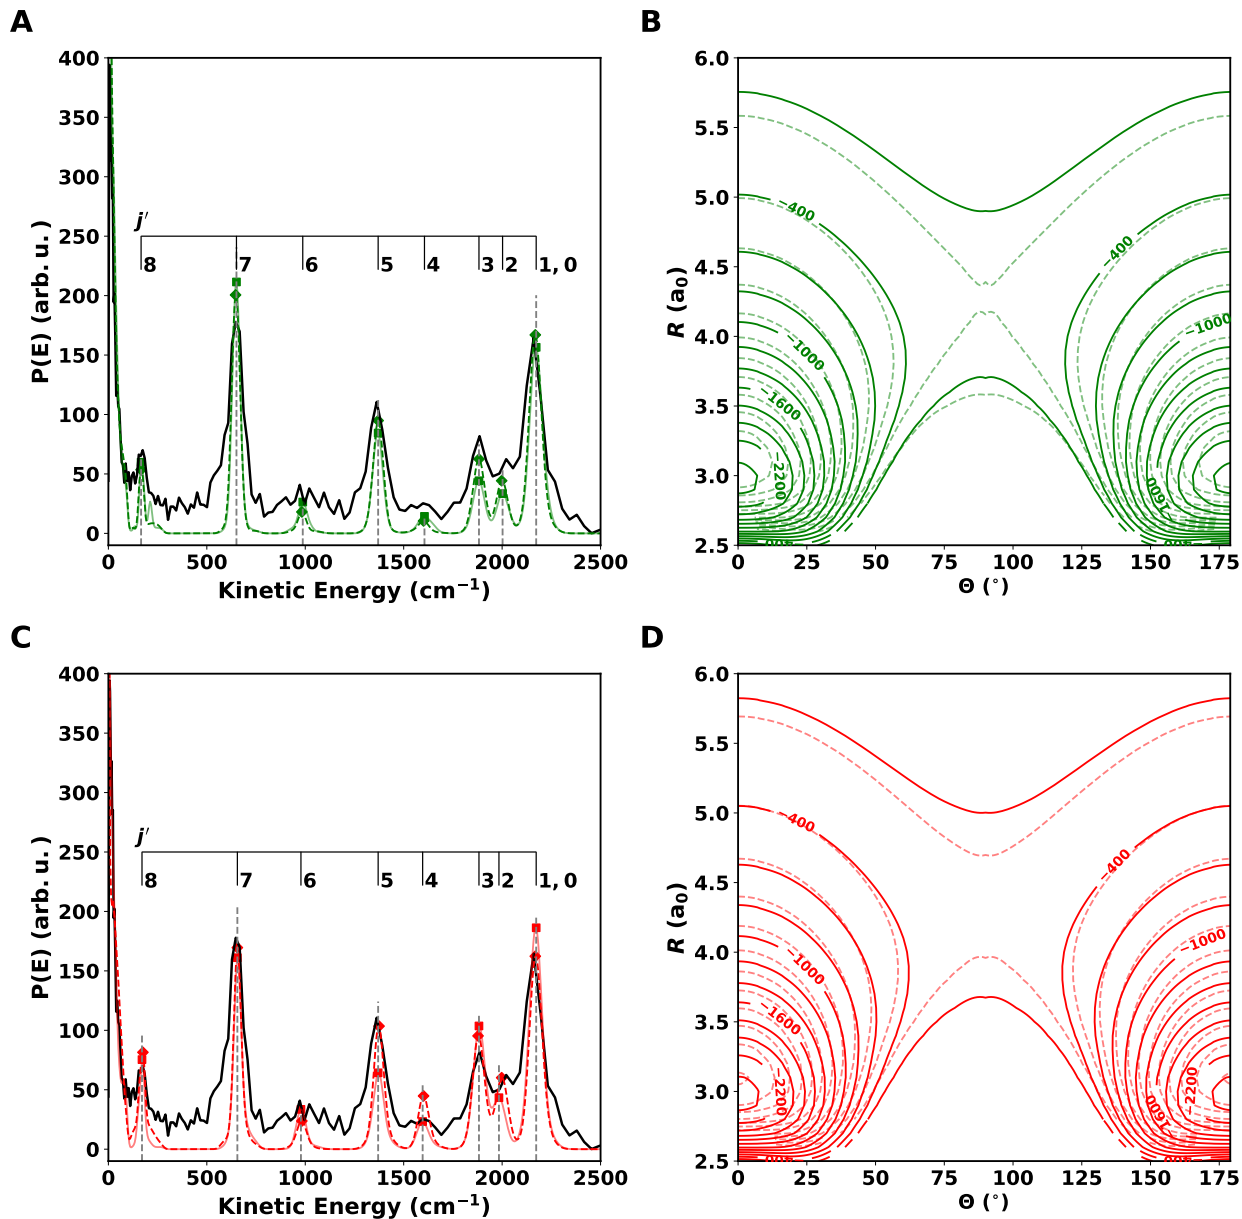 A
400
350
300
250
200
150
100
50
0
P(E) (arb. u.)
j′
8 7 6 5 4 3 2 1, 0
0 500 1000 1500 2000 2500
Kinetic Energy (cm⁻¹)
B
6.0
5.5
5.0
4.5
4.0
3.5
3.0
2.5
R (a₀)
−400
−400
−1000
−1000
−1600
−2200
1600
0 25 50 75 100 125 150 175
Θ (°)
C
400
350
300
250
200
150
100
50
0
P(E) (arb. u.)
j′
8 7 6 5 4 3 2 1, 0
0 500 1000 1500 2000 2500
Kinetic Energy (cm⁻¹)
D
6.0
5.5
5.0
4.5
4.0
3.5
3.0
2.5
R (a₀)
−400
−400
−1000
−1000
−1600
−2200
−2200
1600
0 25 50 75 100 125 150 175
Θ (°)